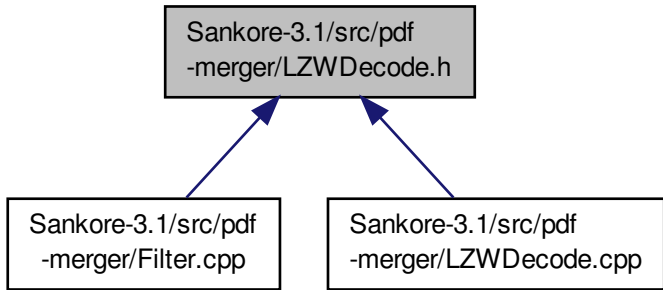 Sankore-3.1/src/pdf
-merger/LZWDecode.h
Sankore-3.1/src/pdf
-merger/Filter.cpp
Sankore-3.1/src/pdf
-merger/LZWDecode.cpp